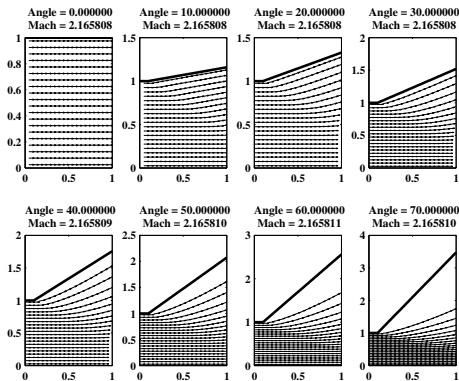 Angle = 0.000000 Angle = 10.000000 Angle = 20.000000 Angle = 30.000000
Mach = 2.165808 Mach = 2.165808 Mach = 2.165808 Mach = 2.165808
1 1.5 1.5 2
0.8 1.5
0.6 1 1
0.4 1
0.2 0.5 0.5 0.5
0 0 0 0
0 0.5 1 0 0.5 1 0 0.5 1 0 0.5 1
Angle = 40.000000 Angle = 50.000000 Angle = 60.000000 Angle = 70.000000
Mach = 2.165809 Mach = 2.165810 Mach = 2.165811 Mach = 2.165810
2 2.5 3 4
1.5 2 3
1.5 2
1 2
1 1
0.5 0.5 1
0 0 0 0
0 0.5 1 0 0.5 1 0 0.5 1 0 0.5 1